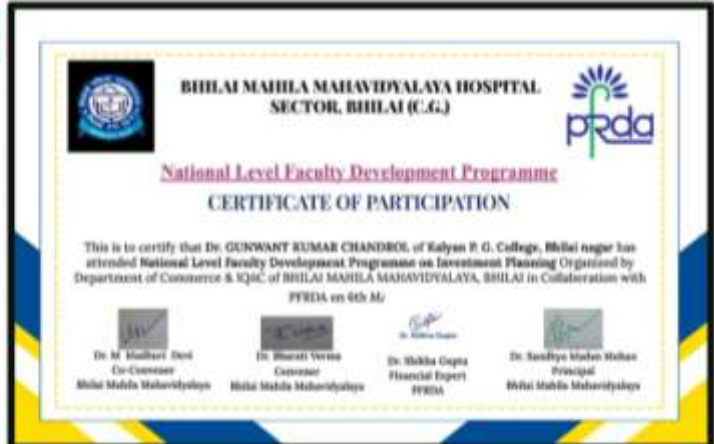 BHILAI MAHILA MAHAVIDYALAYA HOSPITAL
SECTOR, BHILAI (C.G.)
pfrda
National Level Faculty Development Programme
CERTIFICATE OF PARTICIPATION
This is to certify that Dr. GUNWANT KUMAR CHANDROL of Kalyan P. G. College, Bhilai nagar has
attended National Level Faculty Development Programme on Investment Planning Organized by
Department of Commerce & IQAC of BHILAI MAHILA MAHAVIDYALAYA, BHILAI in Collaboration with
PFRDA on 6th Ma
Dr. M Madhuri Devi
Co-Convener
Bhilai Mahila Mahavidyalaya
Dr. Bharati Verma
Convener
Bhilai Mahila Mahavidyalaya
Dr. Shikha Gupta
Dr. Shikha Gupta
Financial Expert
PFRDA
Dr. Sandhya Madan Mohan
Principal
Bhilai Mahila Mahavidyalaya